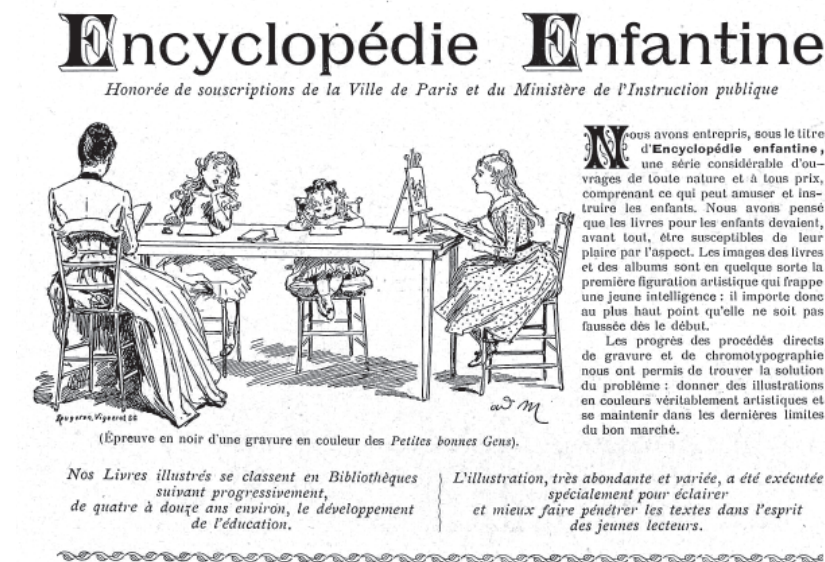 Encyclopédie Enfantine
Honorée de souscriptions de la Ville de Paris et du Ministère de l'Instruction publique
Nous avons entrepris, sous le titre
d'Encyclopédie enfantine,
une série considérable d'ou-
vrages de toute nature et à tous prix,
comprenant ce qui peut amuser et ins-
truire les enfants. Nous avons pensé
que les livres pour les enfants devaient,
avant tout, être susceptibles de leur
plaire par l'aspect. Les images des livres
et des albums sont en quelque sorte la
première figuration artistique qui frappe
une jeune intelligence : il importe donc
au plus haut point qu'elle ne soit pas
faussée dès le début.
Les progrès des procédés directs
de gravure et de chromotypographie
nous ont permis de trouver la solution
du problème : donner des illustrations
en couleurs véritablement artistiques et
se maintenir dans les dernières limites
du bon marché.
ad M
(Épreuve en noir d'une gravure en couleur des Petites bonnes Gens).
Nos Livres illustrés se classent en Bibliothèques
suivant progressivement,
de quatre à douze ans environ, le développement
de l'éducation.
L'illustration, très abondante et variée, a été exécutée
spécialement pour éclairer
et mieux faire pénétrer les textes dans l'esprit
des jeunes lecteurs.